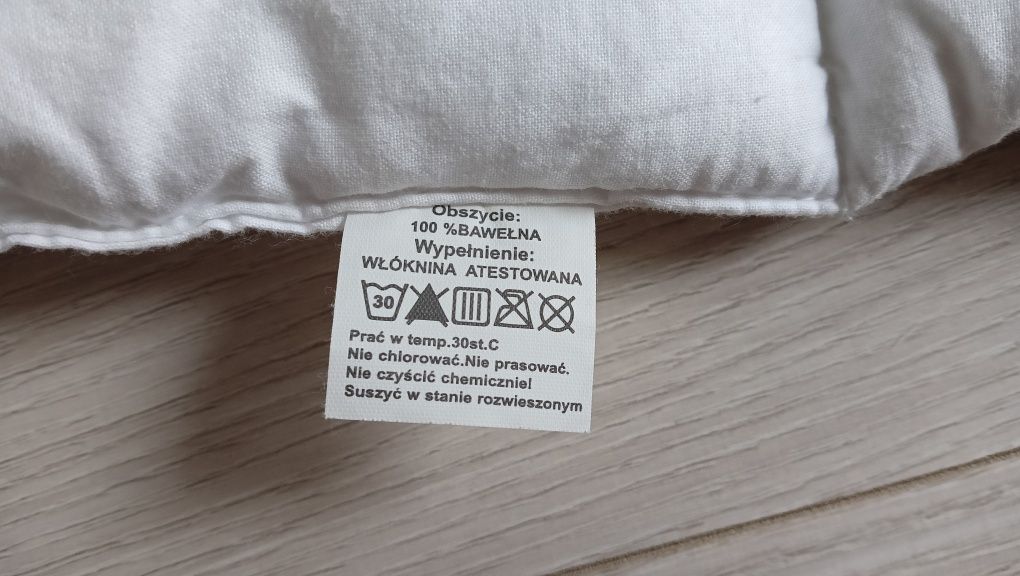 Obszycie:
100 %BAWEŁNA
Wypełnienie:
WŁÓKNINA ATESTOWANA
30
Prać w temp.30st.C
Nie chlorować.Nie prasować.
Nie czyścić chemicznie!
Suszyć w stanie rozwieszonym